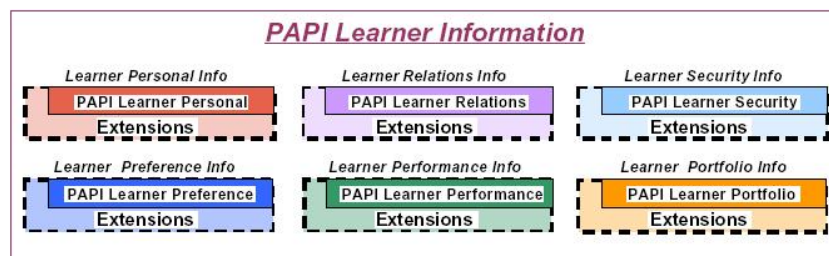 PAPI Learner Information
Learner Personal Info
PAPI Learner Personal
Extensions
Learner Relations Info
PAPI Learner Relations
Extensions
Learner Security Info
PAPI Learner Security
Extensions
Learner Preference Info
PAPI Learner Preference
Extensions
Learner Performance Info
PAPI Learner Performance
Extensions
Learner Portfolio Info
PAPI Learner Portfolio
Extensions